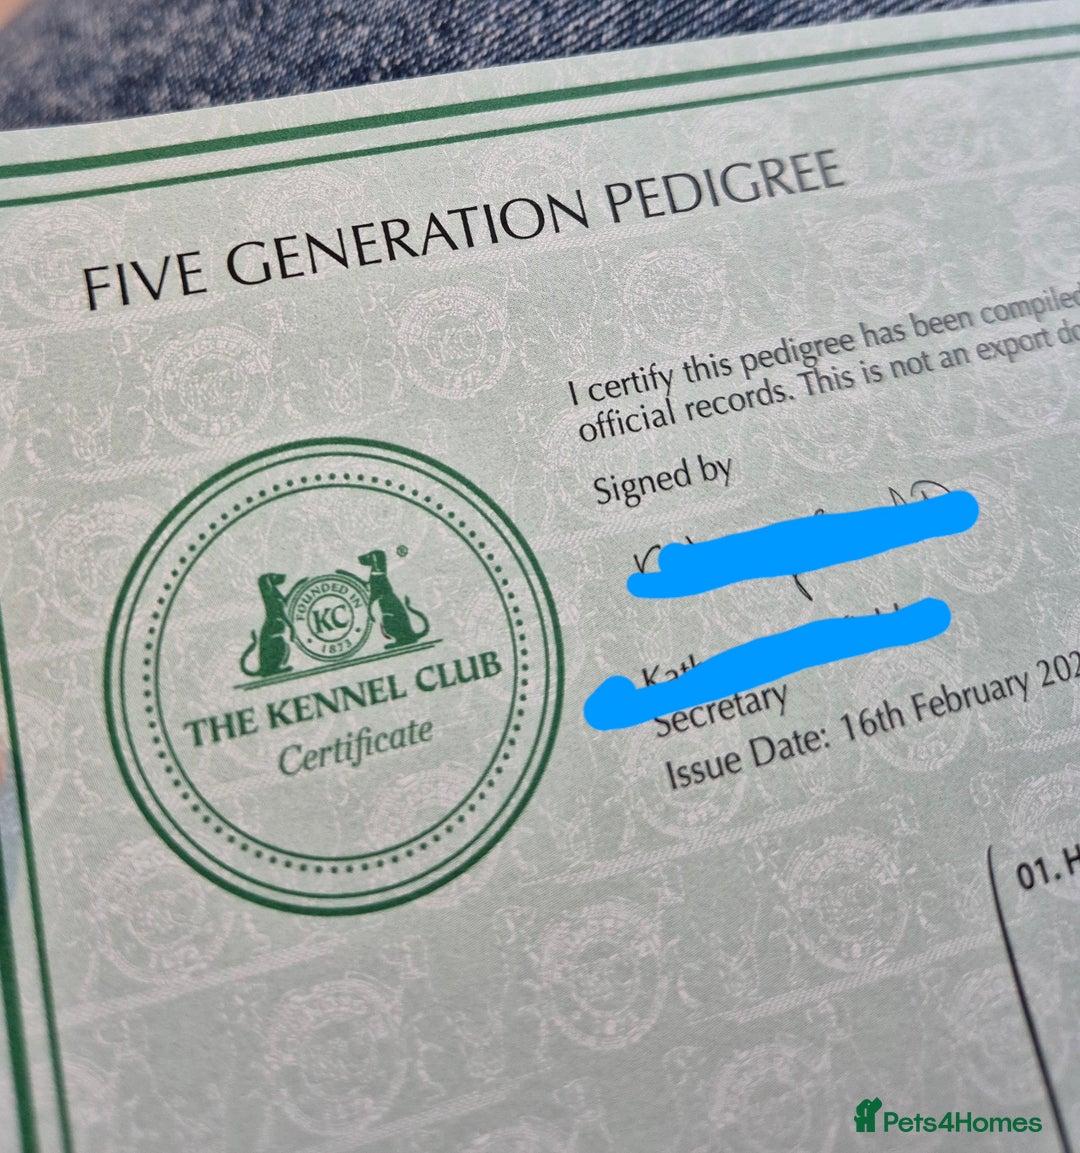 FIVE GENERATION PEDIGREE
I certify this pedigree has been compiled
official records. This is not an export
Signed by
Secretary
Issue Date: 16th February
FOUNDED IN
KC
1873
®
THE KENNEL CLUB
Certificate
01.
Pets4Homes